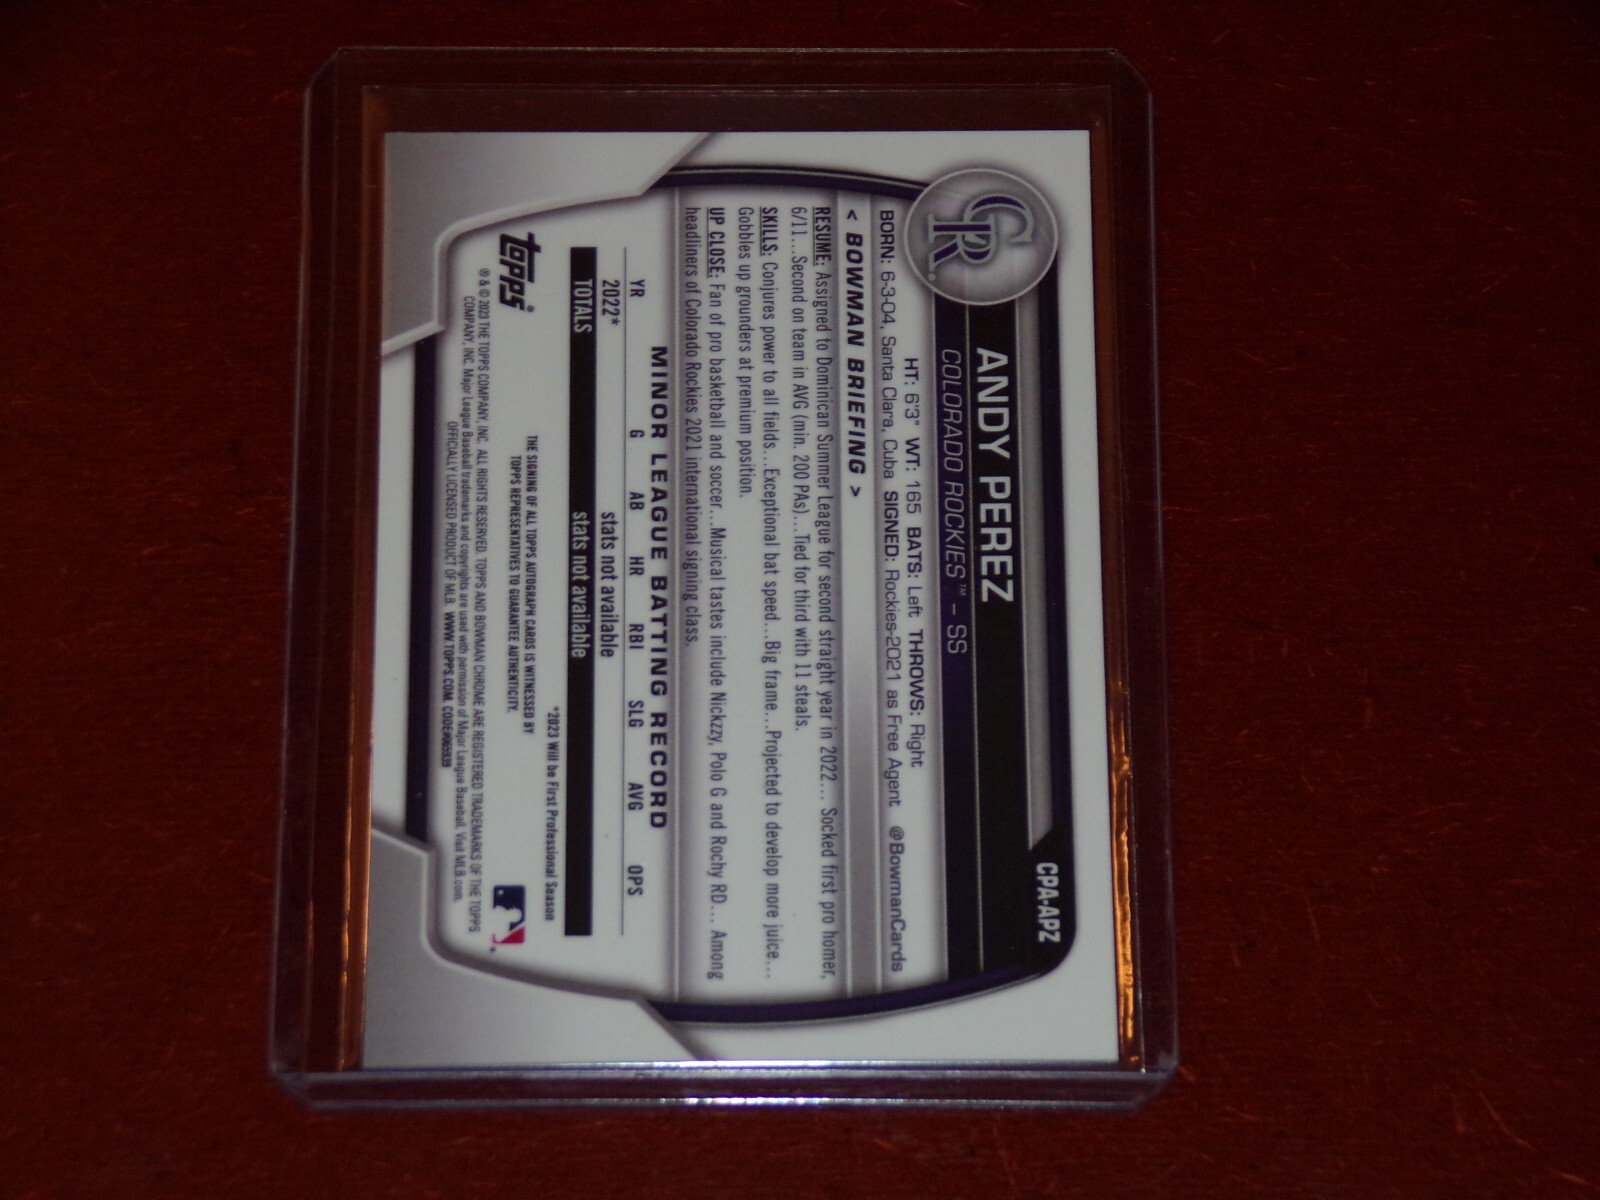 CPA-APZ
CR
ANDY PEREZ
COLORADO ROCKIES™ – SS
HT: 6'3" WT: 165 BATS: Left THROWS: Right
BORN: 6-3-04, Santa Clara, Cuba SIGNED: Rockies-2021 as Free Agent @BowmanCards
< BOWMAN BRIEFING >
RESUME: Assigned to Dominican Summer League for second straight year in 2022... Socked first pro homer,
6/11...Second on team in AVG (min. 200 PAs)...Tied for third with 11 steals.
SKILLS: Conjures power to all fields...Exceptional bat speed...Big frame...Projected to develop more juice...
Gobbles up grounders at premium position.
UP CLOSE: Fan of pro basketball and soccer...Musical tastes include Nickzzy, Polo G and Rochy RD... Among
headliners of Colorado Rockies 2021 international signing class.
MINOR LEAGUE BATTING RECORD
YR G AB HR RBI SLG AVG OPS
2022* stats not available
TOTALS stats not available
*2023 Will be First Professional Season
THE SIGNING OF ALL TOPPS AUTOGRAPH CARDS IS WITNESSED BY
TOPPS REPRESENTATIVES TO GUARANTEE AUTHENTICITY.
topps®
® & © 2023 THE TOPPS COMPANY, INC. ALL RIGHTS RESERVED. TOPPS AND BOWMAN CHROME ARE REGISTERED TRADEMARKS OF THE TOPPS
COMPANY, INC. Major League Baseball trademarks and copyrights are used with permission of Major League Baseball. Visit MLB.com.
OFFICIALLY LICENSED PRODUCT OF MLB. WWW.TOPPS.COM.